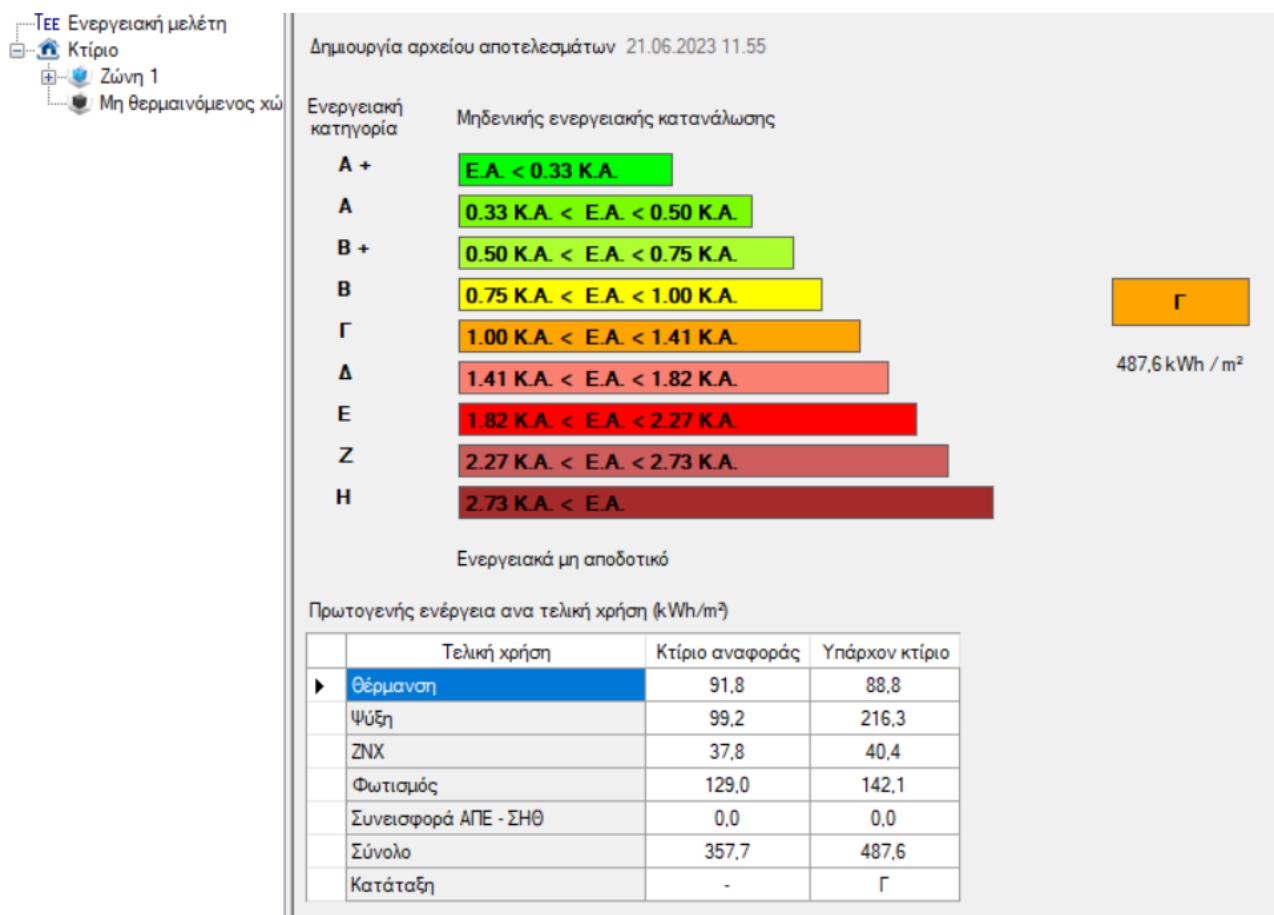 TEE Ενεργειακή μελέτη
Κτίριο
Ζώνη 1
Μη θερμαινόμενος χώ
Δημιουργία αρχείου αποτελεσμάτων 21.06.2023 11.55
Ενεργειακή κατηγορία
Μηδενικής ενεργειακής κατανάλωσης
Α + Ε.Α. < 0.33 Κ.Α.
Α 0.33 Κ.Α. < Ε.Α. < 0.50 Κ.Α.
Β + 0.50 Κ.Α. < Ε.Α. < 0.75 Κ.Α.
Β 0.75 Κ.Α. < Ε.Α. < 1.00 Κ.Α.
Γ 1.00 Κ.Α. < Ε.Α. < 1.41 Κ.Α.
Δ 1.41 Κ.Α. < Ε.Α. < 1.82 Κ.Α.
Ε 1.82 Κ.Α. < Ε.Α. < 2.27 Κ.Α.
Ζ 2.27 Κ.Α. < Ε.Α. < 2.73 Κ.Α.
Η 2.73 Κ.Α. < Ε.Α.
Γ
487,6 kWh / m²
Ενεργειακά μη αποδοτικό
Πρωτογενής ενέργεια ανα τελική χρήση (kWh/m²)
Τελική χρήση Κτίριο αναφοράς Υπάρχον κτίριο
Θέρμανση 91,8 88,8
Ψύξη 99,2 216,3
ΖΝΧ 37,8 40,4
Φωτισμός 129,0 142,1
Συνεισφορά ΑΠΕ - ΣΗΘ 0,0 0,0
Σύνολο 357,7 487,6
Κατάταξη - Γ